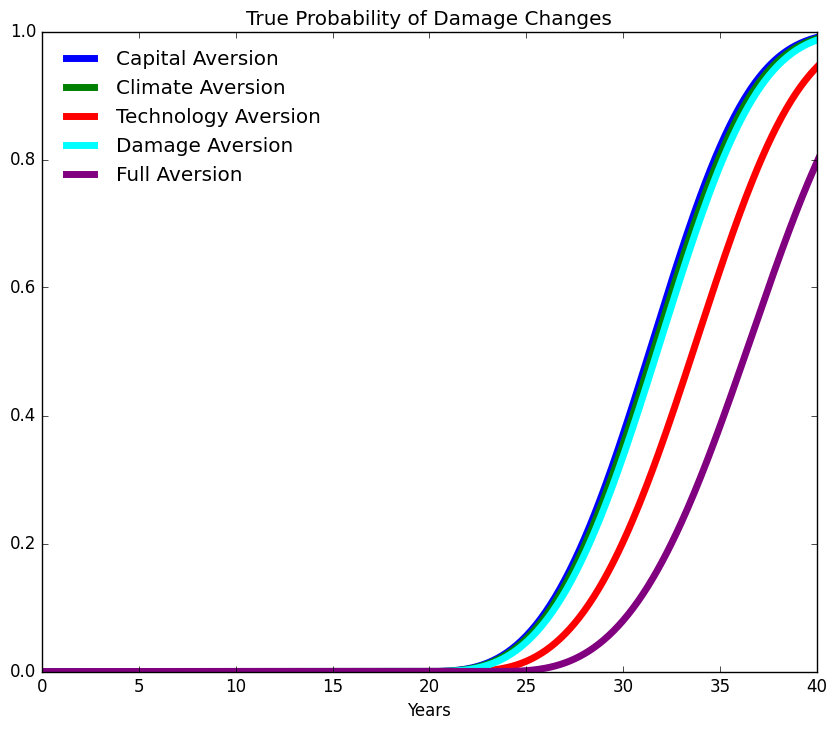 True Probability of Damage Changes
1.0
Capital Aversion
Climate Aversion
Technology Aversion
Damage Aversion
Full Aversion
0.8
0.6
0.4
0.2
0.0
0 5 10 15 20 25 30 35 40
Years